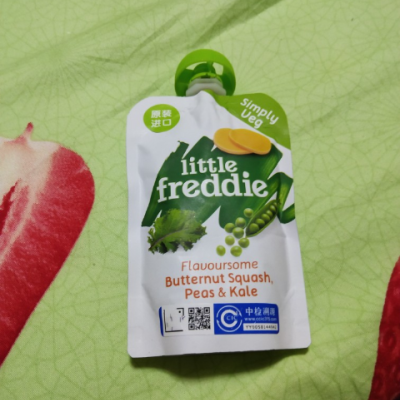 原装
进口
Simply
Veg
little
freddie
Flavoursome
Butternut Squash,
Peas & Kale
中检溯源